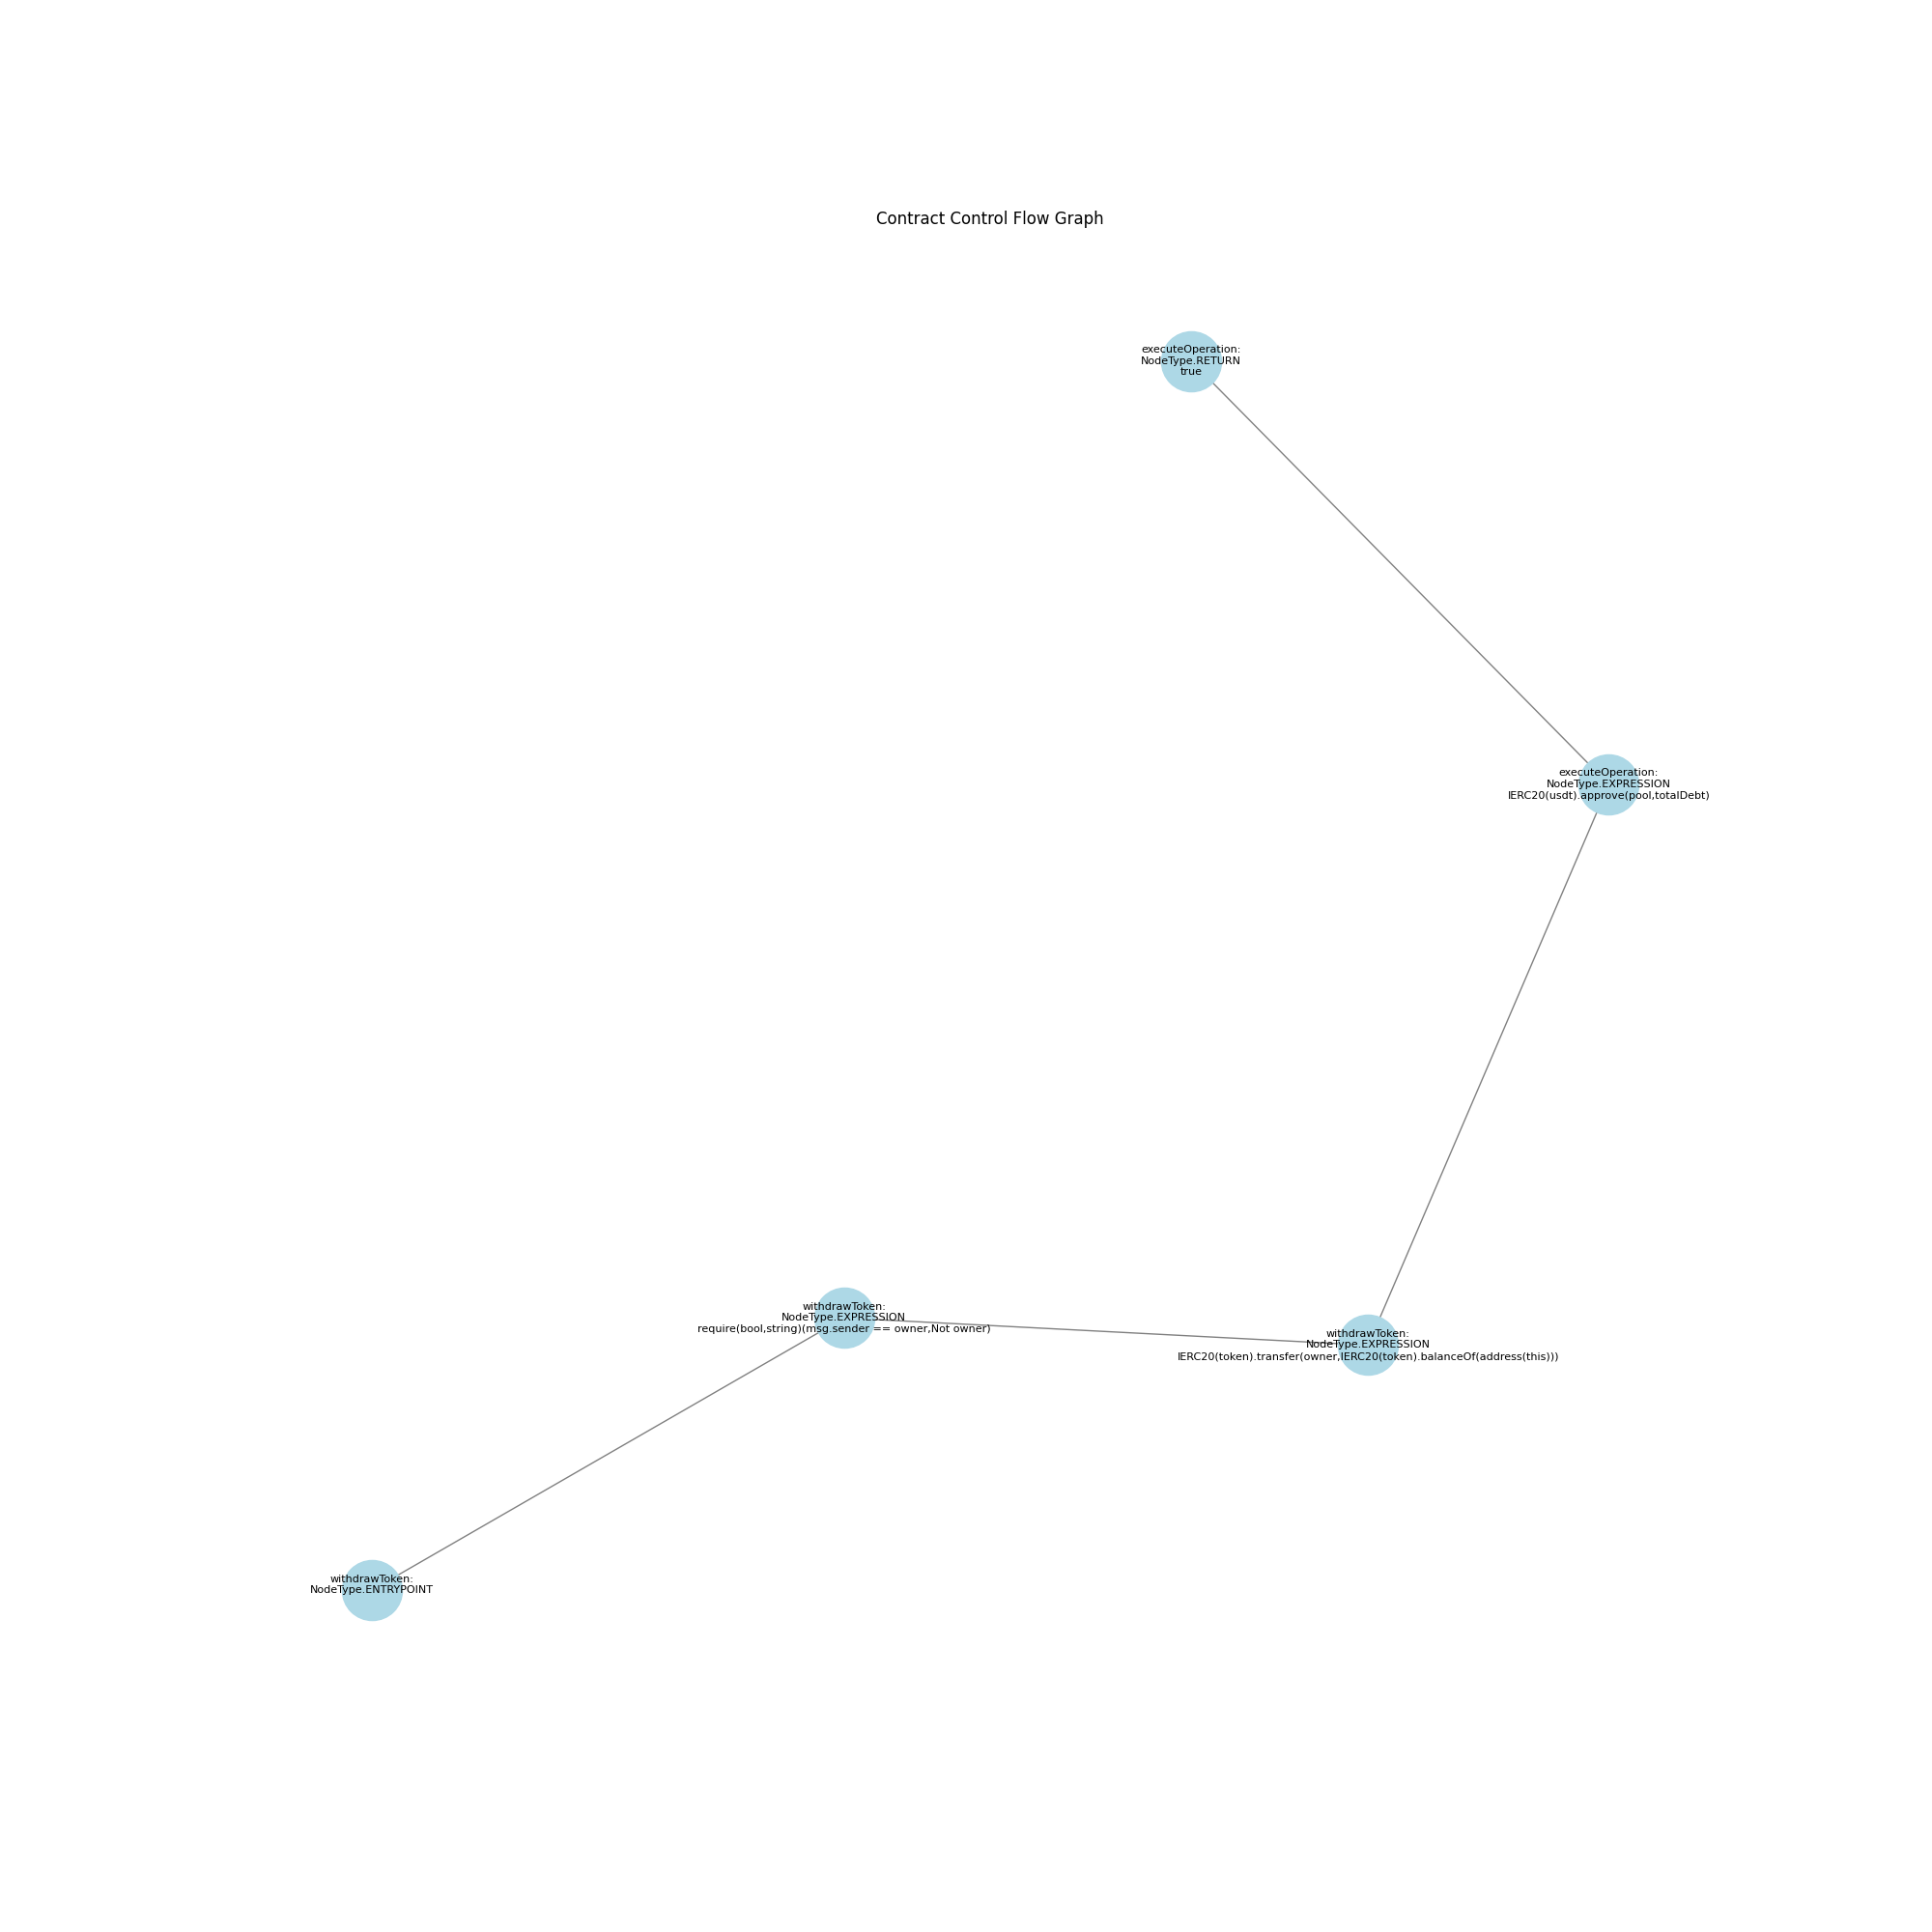 Contract Control Flow Graph
executeOperation:
NodeType.RETURN
true
executeOperation:
NodeType.EXPRESSION
IERC20(usdt).approve(pool,totalDebt)
withdrawToken:
NodeType.EXPRESSION
require(bool,string)(msg.sender == owner,Not owner)
withdrawToken:
NodeType.EXPRESSION
IERC20(token).transfer(owner,IERC20(token).balanceOf(address(this)))
withdrawToken:
NodeType.ENTRYPOINT